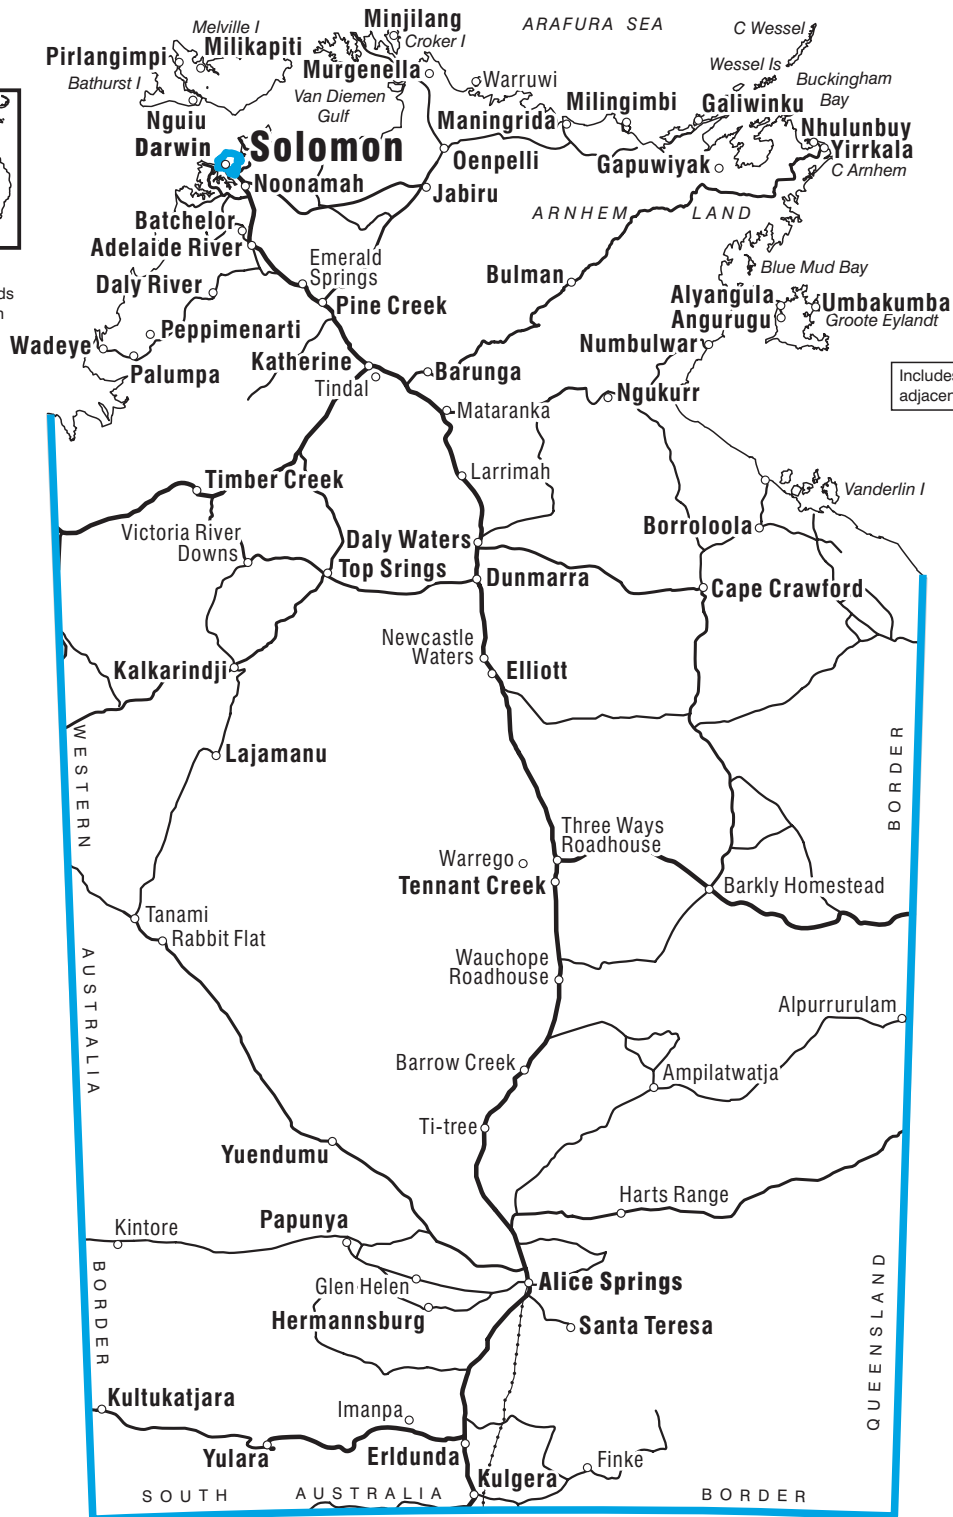 Minjilang
ARAFURA SEA
C Wessel
Melville I
Milikapiti
Croker I
Pirlangimpi
Bathurst I
Murgenella
Warruwi
Wessel Is
Buckingham
Bay
Van Diemen
Gulf
Nguiu
Maningrida
Milingimbi
Galiwinku
Nhulunbuy
Darwin
Solomon
Oenpelli
Gapuwiyak
Yirrkala
C Arnhem
Noonamah
Jabiru
Batchelor
ARNHEM LAND
Adelaide River
Emerald
Springs
Bulman
Blue Mud Bay
Daly River
Pine Creek
Alyangula
Umbakumba
Angurugu
Groote Eylandt
ds
n
Peppimenarti
Wadeye
Palumpa
Katherine
Tindal
Barunga
Numbulwar
Ngukurr
Includes
adjacen
Mataranka
Timber Creek
Larrimah
Vanderlin I
Victoria River
Downs
Daly Waters
Borroloola
Top Srings
Dunmarra
Cape Crawford
Newcastle
Waters
Kalkarindji
Elliott
Lajamanu
WESTERN
BORDER
Three Ways
Roadhouse
Warrego
Tennant Creek
Barkly Homestead
Tanami
Rabbit Flat
Wauchope
Roadhouse
AUSTRALIA
Alpurrurulam
Barrow Creek
Ampilatwatja
Ti-tree
Yuendumu
Harts Range
Kintore
Papunya
BORDER
Glen Helen
Alice Springs
Hermannsburg
Santa Teresa
QUEENSLAND
Kultukatjara
Imanpa
Yulara
Erldunda
Finke
Kulgera
SOUTH AUSTRALIA BORDER